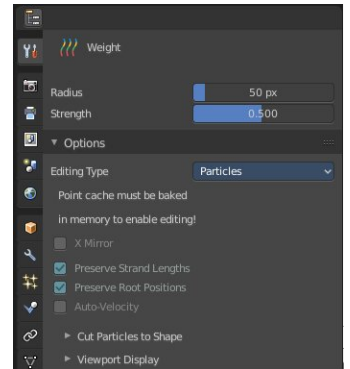 Weight
Radius 50 px
Strength 0.500
Options
Editing Type Particles
Point cache must be baked
in memory to enable editing!
X Mirror
Preserve Strand Lengths
Preserve Root Positions
Auto-Velocity
Cut Particles to Shape
Viewport Display